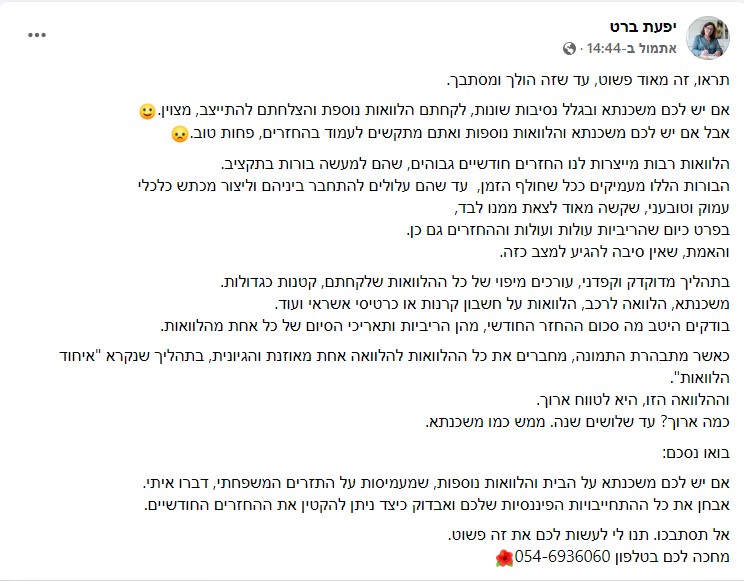 יפעת ברט
אתמול ב-14:44 ·
תראו, זה מאוד פשוט, עד שזה הולך ומסתבך.
אם יש לכם משכנתא ובגלל נסיבות שונות, לקחתם הלוואות נוספת והצלחתם להתייצב, מצוין.🙂
אבל אם יש לכם משכנתא והלוואות נוספות ואתם מתקשים לעמוד בהחזרים, פחות טוב.😟
הלוואות רבות מייצרות לנו החזרים חודשיים גבוהים, שהם למעשה בורות בתקציב.
הבורות הללו מעמיקים ככל שחולף הזמן, עד שהם עלולים להתחבר ביניהם וליצור מכתש כלכלי
עמוק וטובעני, שקשה מאוד לצאת ממנו לבד,
בפרט כיום שהריביות עולות ועולות וההחזרים גם כן.
והאמת, שאין סיבה להגיע למצב כזה.
בתהליך מדוקדק וקפדני, עורכים מיפוי של כל ההלוואות שלקחתם, קטנות כגדולות.
משכנתא, הלוואה לרכב, הלוואות על חשבון קרנות או כרטיסי אשראי ועוד.
בודקים היטב מה סכום ההחזר החודשי, מהן הריביות ותאריכי הסיום של כל אחת מהלוואות.
כאשר מתבהרת התמונה, מחברים את כל ההלוואות להלוואה אחת מאוזנת והגיונית, בתהליך שנקרא "איחוד
הלוואות".
וההלוואה הזו, היא לטווח ארוך.
כמה ארוך? עד שלושים שנה. ממש כמו משכנתא.
בואו נסכם:
אם יש לכם משכנתא על הבית והלוואות נוספות, שמעמיסות על התזרים המשפחתי, דברו איתי.
אבחן את כל ההתחייבויות הפיננסיות שלכם ואבדוק כיצד ניתן להקטין את ההחזרים החודשיים.
אל תסתבכו. תנו לי לעשות לכם את זה פשוט.
מחכה לכם בטלפון 054-6936060🌺